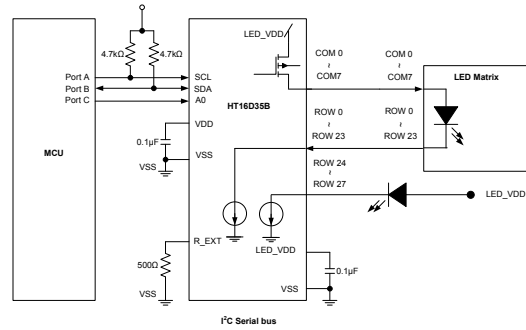 LED_VDD
4.7kΩ 4.7kΩ
COM 0 COM 0
~ ~
COM7 COM7
LED Matrix
Port A SCL
Port B SDA
Port C A0
HT16D35B
MCU
VDD
0.1µF
VSS VSS
ROW 0 ROW 0
~ ~
ROW 23 ROW 23
ROW 24
~
ROW 27
LED_VDD
R_EXT
500Ω
VSS
LED_VDD
0.1µF
VSS
I²C Serial bus